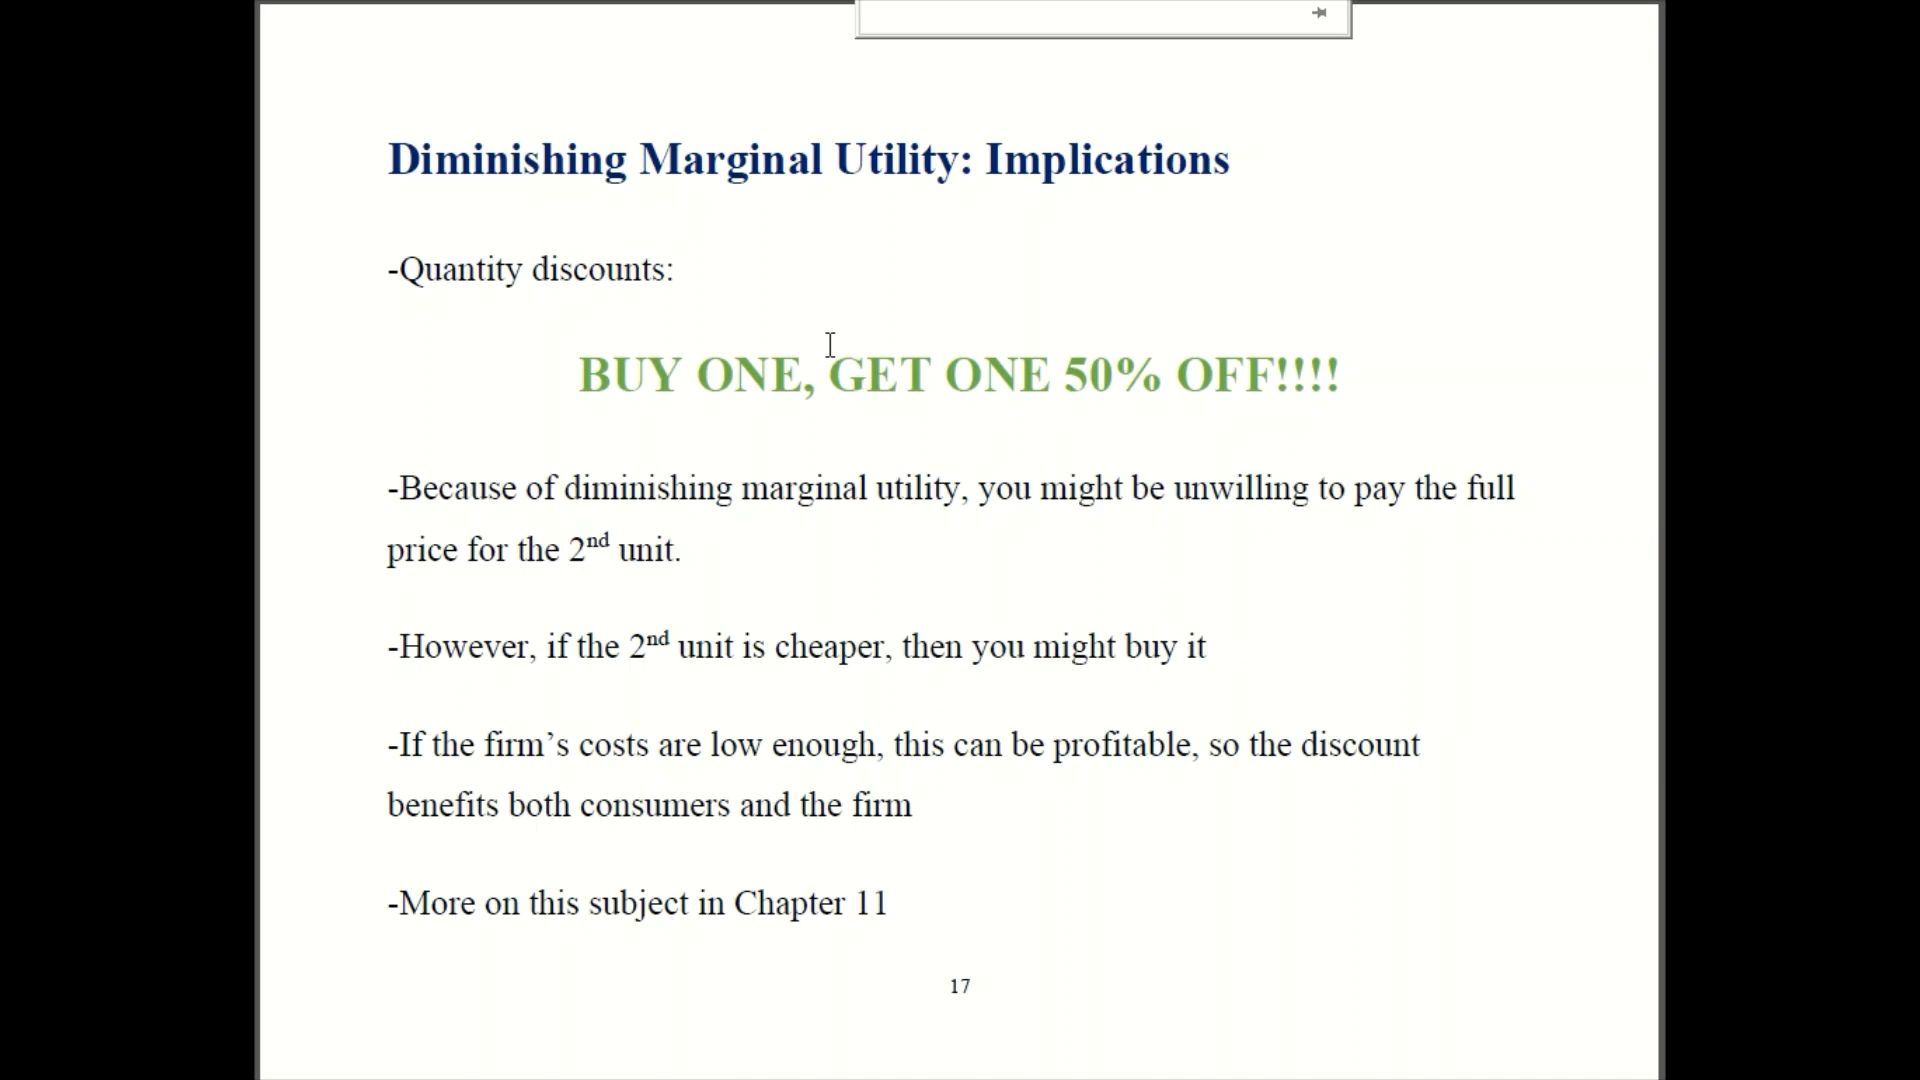 Diminishing Marginal Utility: Implications
-Quantity discounts:
BUY ONE, GET ONE 50% OFF!!!!
-Because of diminishing marginal utility, you might be unwilling to pay the full
price for the 2nd unit.
-However, if the 2nd unit is cheaper, then you might buy it
-If the firm’s costs are low enough, this can be profitable, so the discount
benefits both consumers and the firm
-More on this subject in Chapter 11
17